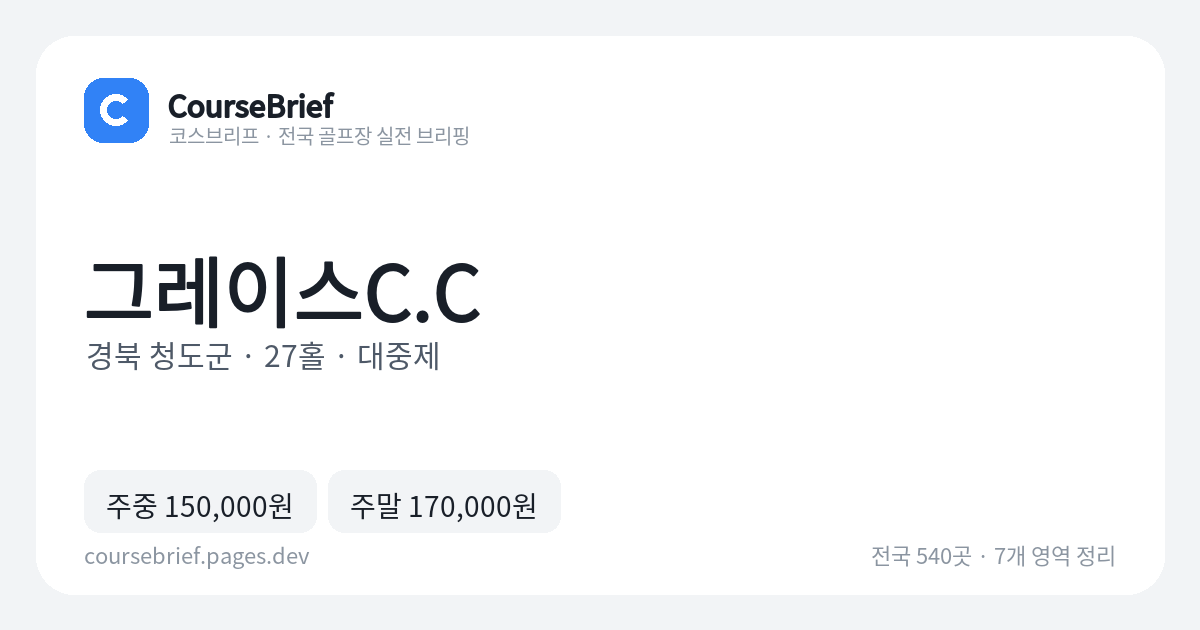 C
CourseBrief
코스브리프 · 전국 골프장 실전 브리핑
그레이스C.C
경북 청도군 · 27홀 · 대중제
주중 150,000원
주말 170,000원
coursebrief.pages.dev
전국 540곳 · 7개 영역 정리